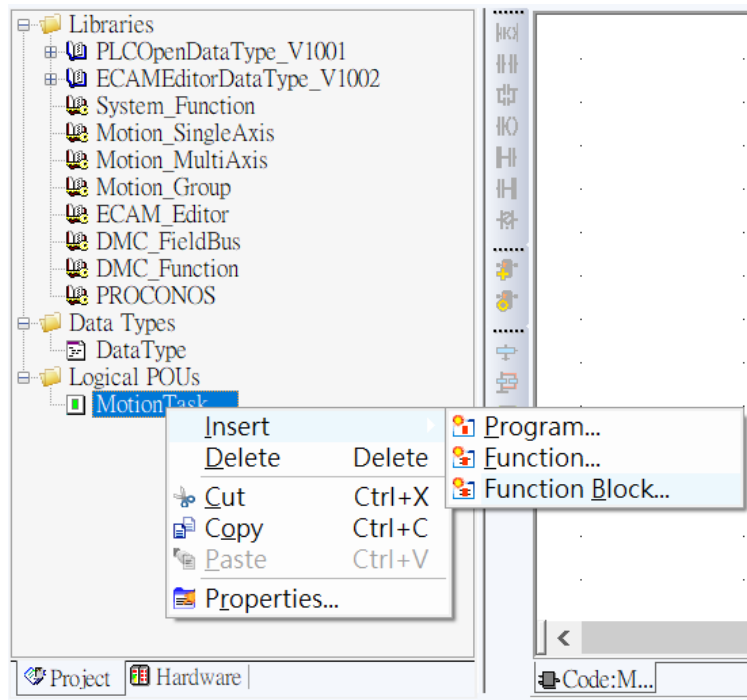 Libraries
PLCOpenDataType_V1001
ECAMEditorDataType_V1002
System_Function
Motion_SingleAxis
Motion_MultiAxis
Motion_Group
ECAM_Editor
DMC_FieldBus
DMC_Function
PROCONOS
Data Types
DataType
Logical POUs
MotionTask
Insert
Delete Delete
Cut Ctrl+X
Copy Ctrl+C
Paste Ctrl+V
Properties...
Program...
Function...
Function Block...
Project Hardware
Code:M...